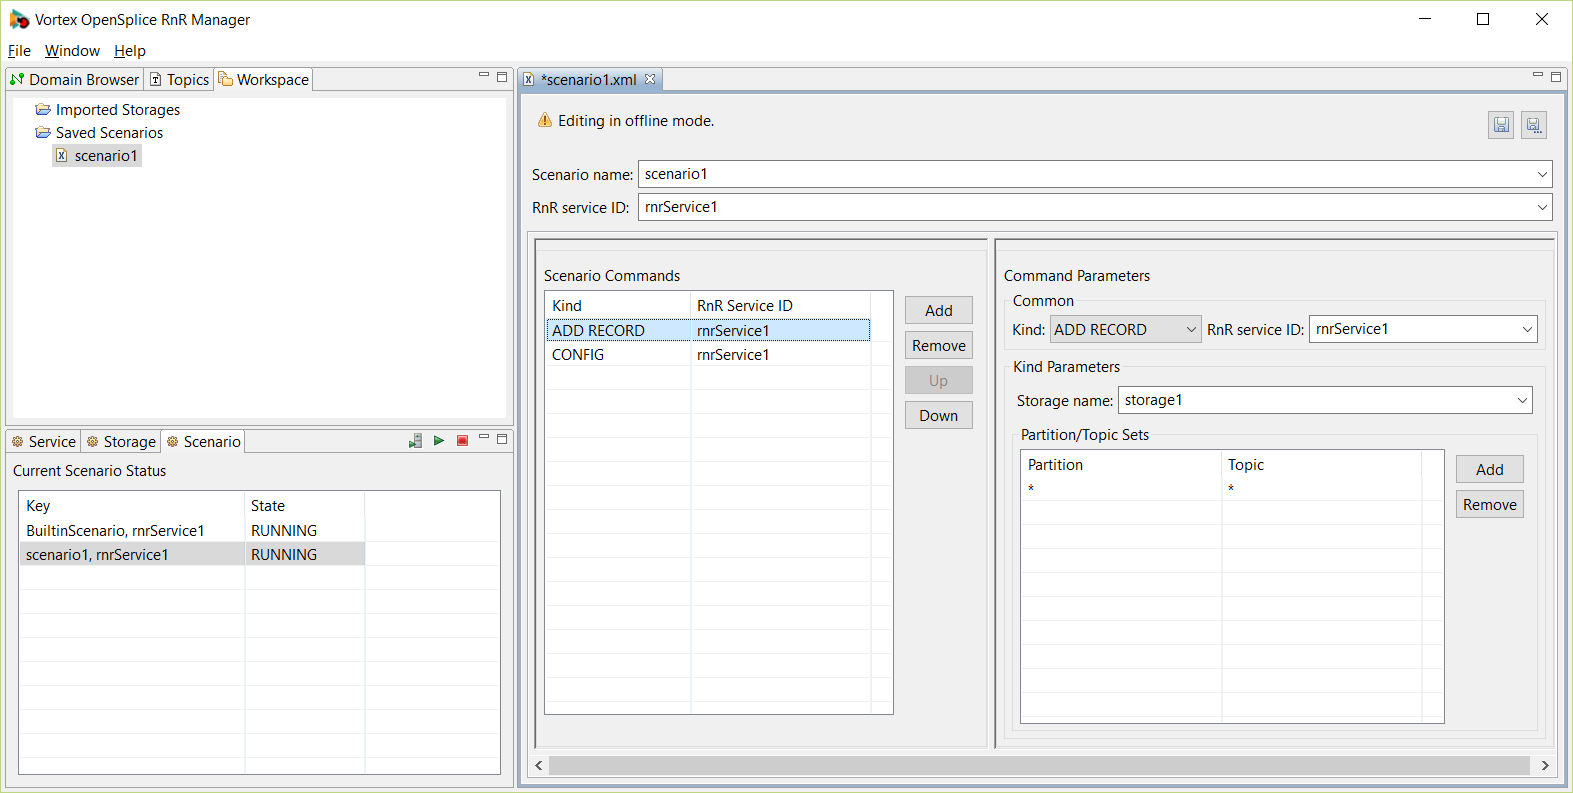 Vortex OpenSplice RnR Manager
File Window Help
Domain Browser Topics Workspace
Imported Storages
Saved Scenarios
scenario1
Service Storage Scenario
Current Scenario Status
Key State
BuiltinScenario, rnrService1 RUNNING
scenario1, rnrService1 RUNNING
*scenario1.xml
Editing in offline mode.
Scenario name: scenario1
RnR service ID: rnrService1
Scenario Commands
Kind RnR Service ID
ADD RECORD rnrService1
CONFIG rnrService1
Add
Remove
Up
Down
Command Parameters
Common
Kind: ADD RECORD RnR service ID: rnrService1
Kind Parameters
Storage name: storage1
Partition/Topic Sets
Partition Topic
* *
Add
Remove